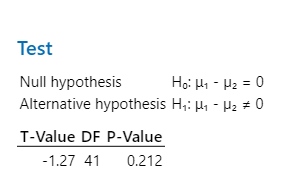 Test
Null hypothesis H₀: μ₁ - μ₂ = 0
Alternative hypothesis H₁: μ₁ - µ₂ ≠ 0
T-Value DF P-Value
-1.27 41 0.212